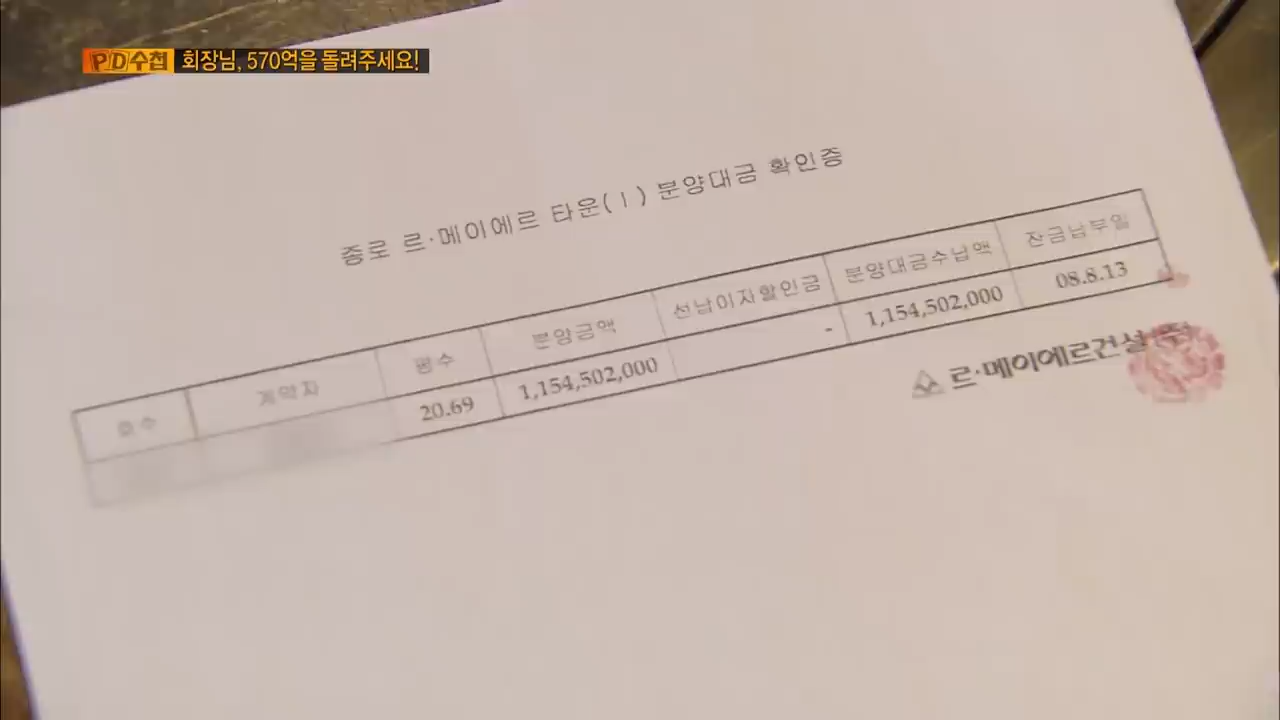 PD수첩 회장님, 570억을 돌려주세요!
종로 르·메이에르 타운(I) 분양대금 확인증
호수 계약자 평수 분양금액 선납이자할인금 분양대금수납액 잔금납부일
20.69 1,154,502,000 - 1,154,502,000 08.8.13
르·메이에르건설(주)